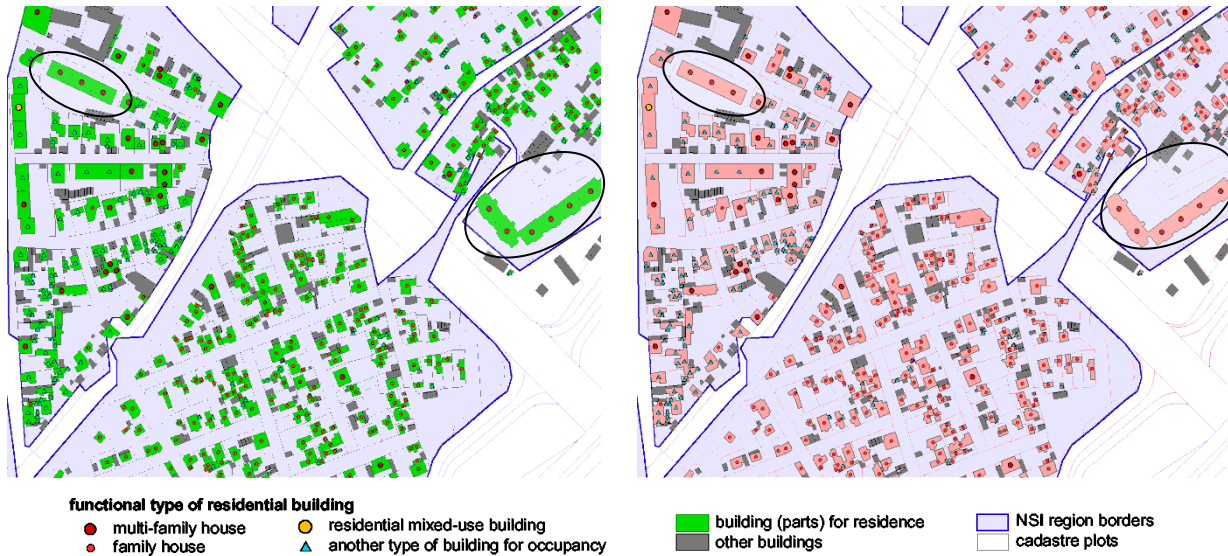 functional type of residential building
multi-family house
family house
residential mixed-use building
another type of building for occupancy
building (parts) for residence
other buildings
NSI region borders
cadastre plots